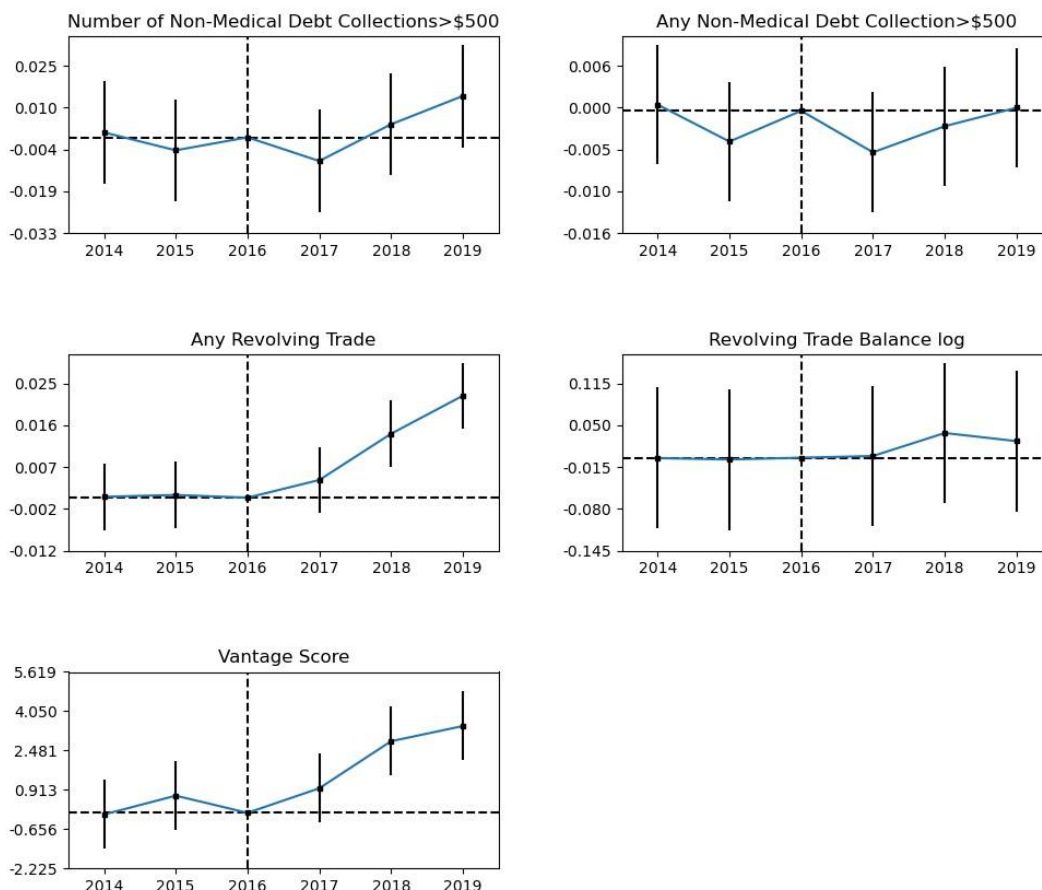 Number of Non-Medical Debt Collections>$500
0.025
0.010
-0.004
-0.019
-0.033
2014 2015 2016 2017 2018 2019
Any Non-Medical Debt Collection>$500
0.006
0.000
-0.005
-0.010
-0.016
2014 2015 2016 2017 2018 2019
Any Revolving Trade
0.025
0.016
0.007
-0.002
-0.012
2014 2015 2016 2017 2018 2019
Revolving Trade Balance log
0.115
0.050
-0.015
-0.080
-0.145
2014 2015 2016 2017 2018 2019
Vantage Score
5.619
4.050
2.481
0.913
-0.656
-2.225
2014 2015 2016 2017 2018 2019